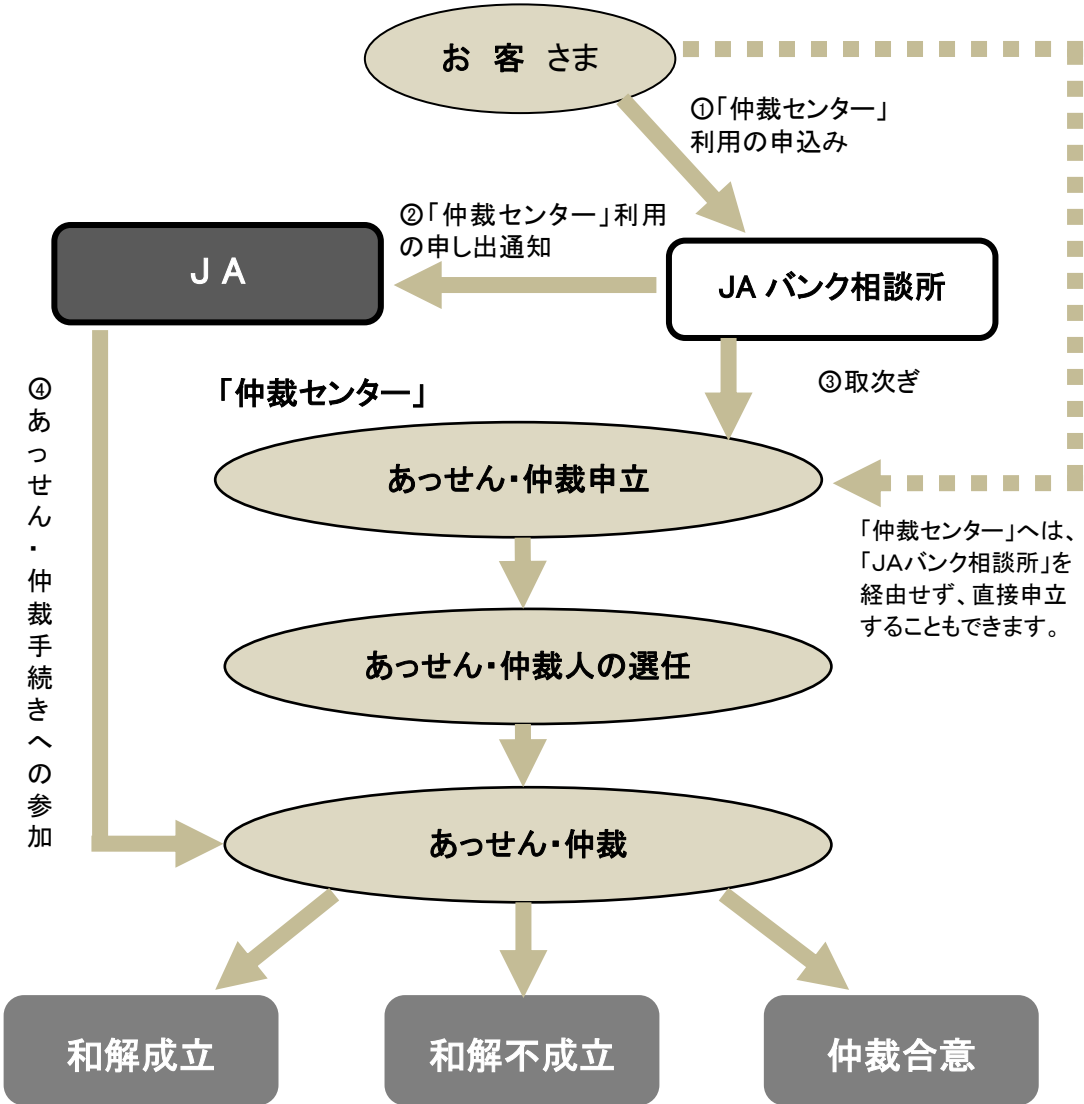 お 客 さま
①「仲裁センター」
利用の申込み
②「仲裁センター」利用
の申し出通知
JA
JA バンク相談所
③取次ぎ
④あっせん・仲裁手続きへの参加
「仲裁センター」
あっせん・仲裁申立
「仲裁センター」へは、
「JAバンク相談所」を
経由せず、直接申立
することもできます。
あっせん・仲裁人の選任
あっせん・仲裁
和解成立
和解不成立
仲裁合意